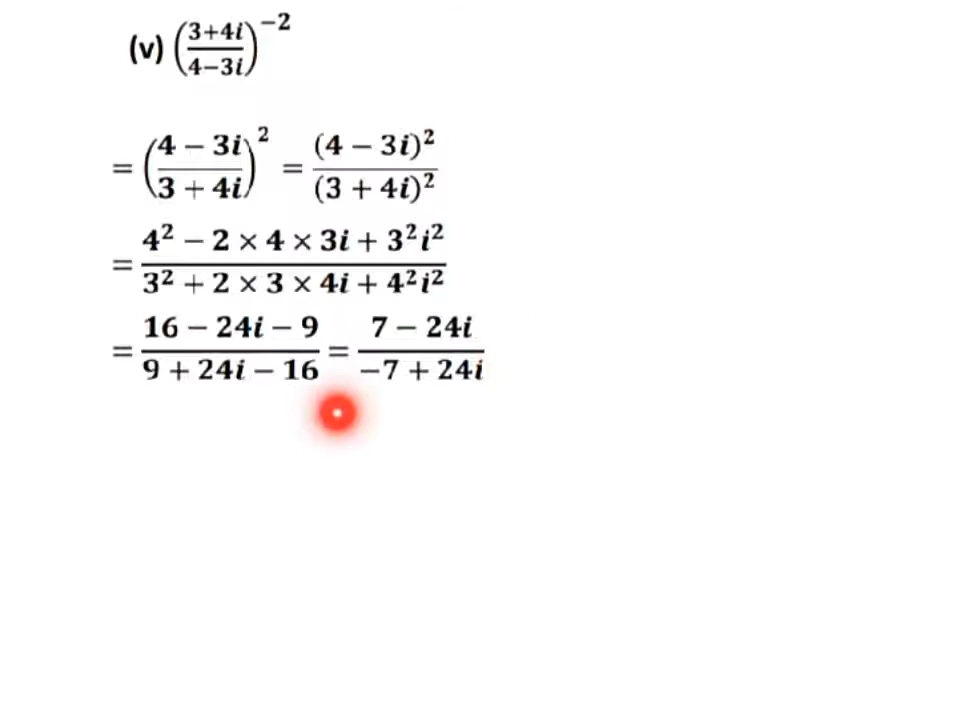 (v) ((3+4i)/(4−3i))^−2
= ((4 − 3i)/(3 + 4i))^2 = (4 − 3i)^2/(3 + 4i)^2
= (4^2 − 2 × 4 × 3i + 3^2 i^2)/(3^2 + 2 × 3 × 4i + 4^2 i^2)
= (16 − 24i − 9)/(9 + 24i − 16) = (7 − 24i)/(−7 + 24i)